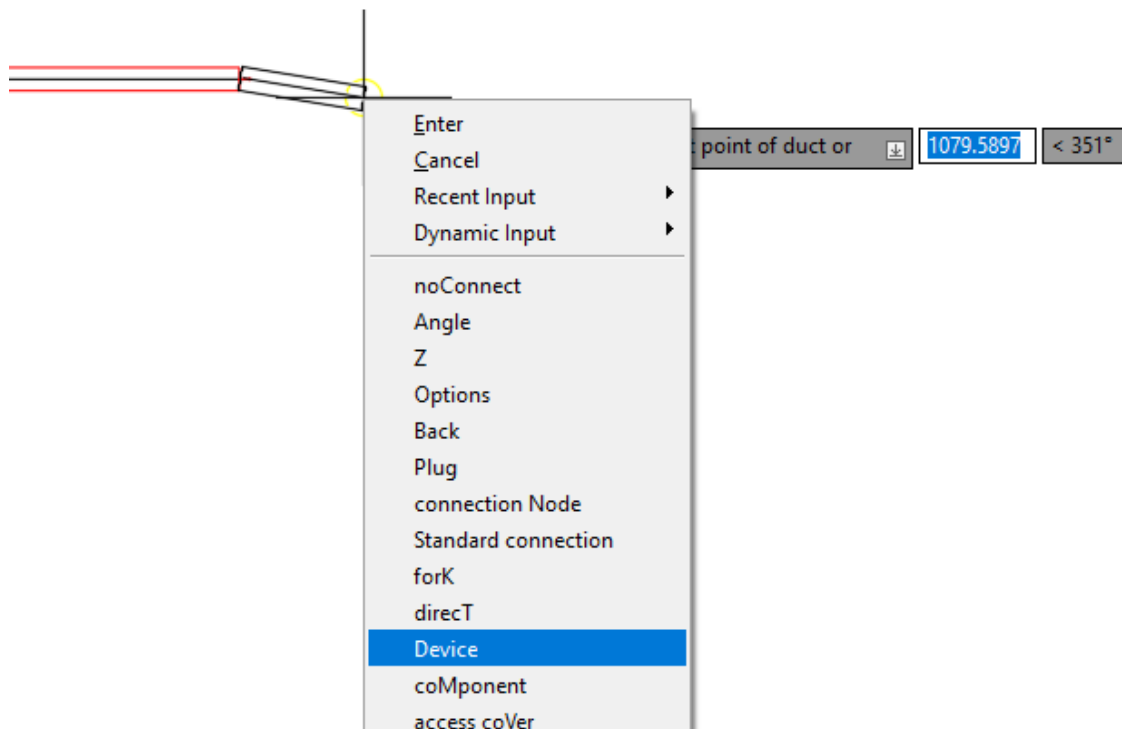 Enter
Cancel
t point of duct or 1079.5897 < 351°
Recent Input
Dynamic Input
noConnect
Angle
Z
Options
Back
Plug
connection Node
Standard connection
forK
direcT
Device
coMponent
access coVer